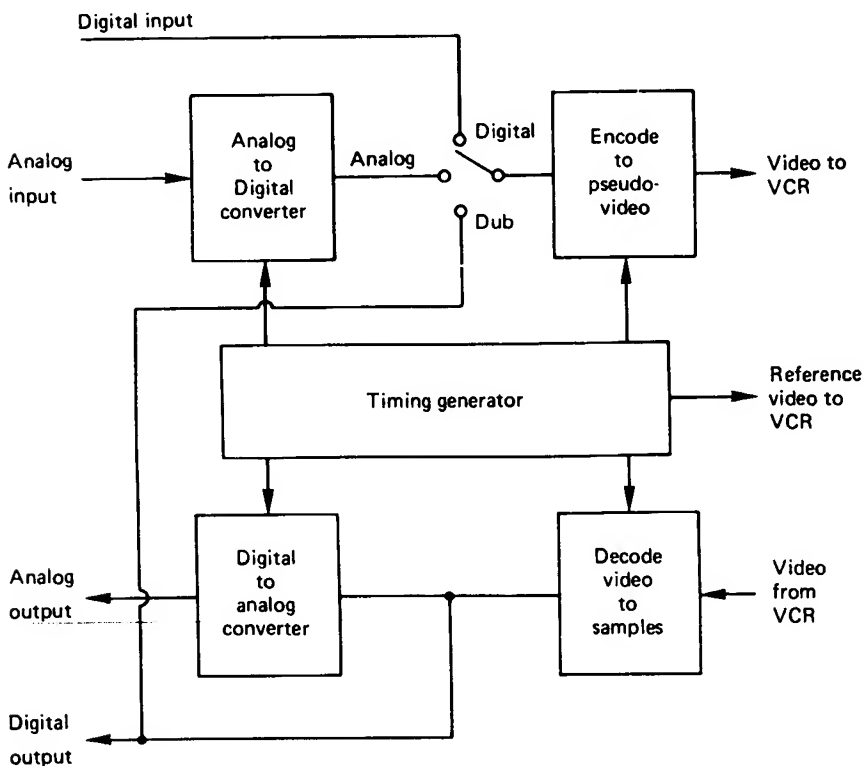 Digital input
Analog
to
Digital
converter
Analog
input
Analog
Digital
Dub
Encode
to
pseudo-
video
Video to
VCR
Timing generator
Reference
video to
VCR
Analog
output
Digital
to
analog
converter
Decode
video
to
samples
Video
from
VCR
Digital
output